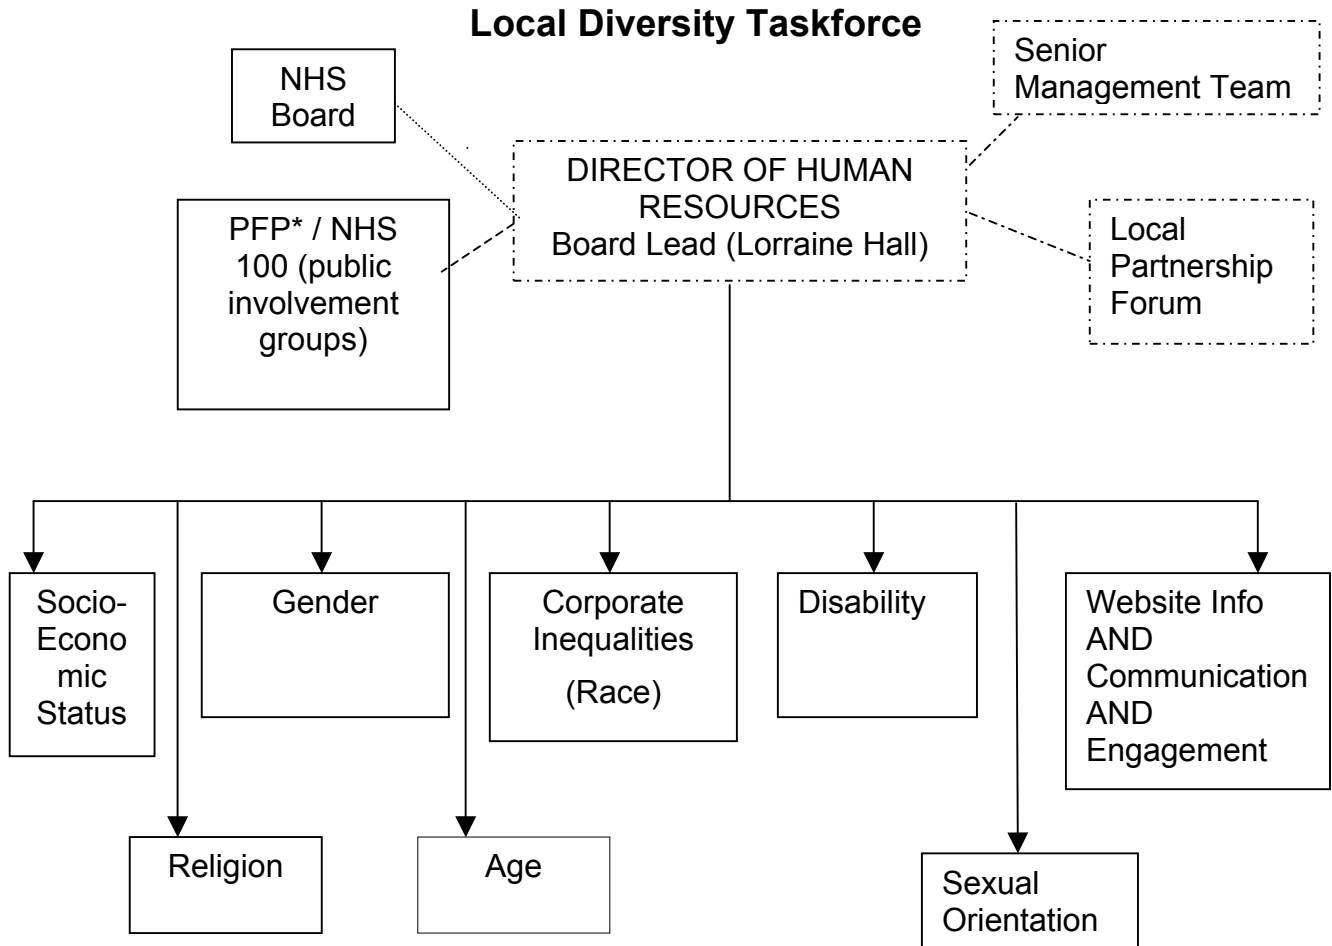 Local Diversity Taskforce
NHS
Board
Senior
Management Team
DIRECTOR OF HUMAN
RESOURCES
Board Lead (Lorraine Hall)
PFP* / NHS
100 (public
involvement
groups)
Local
Partnership
Forum
Socio-
Econo
mic
Status
Gender
Corporate
Inequalities
(Race)
Disability
Website Info
AND
Communication
AND
Engagement
Religion
Age
Sexual
Orientation